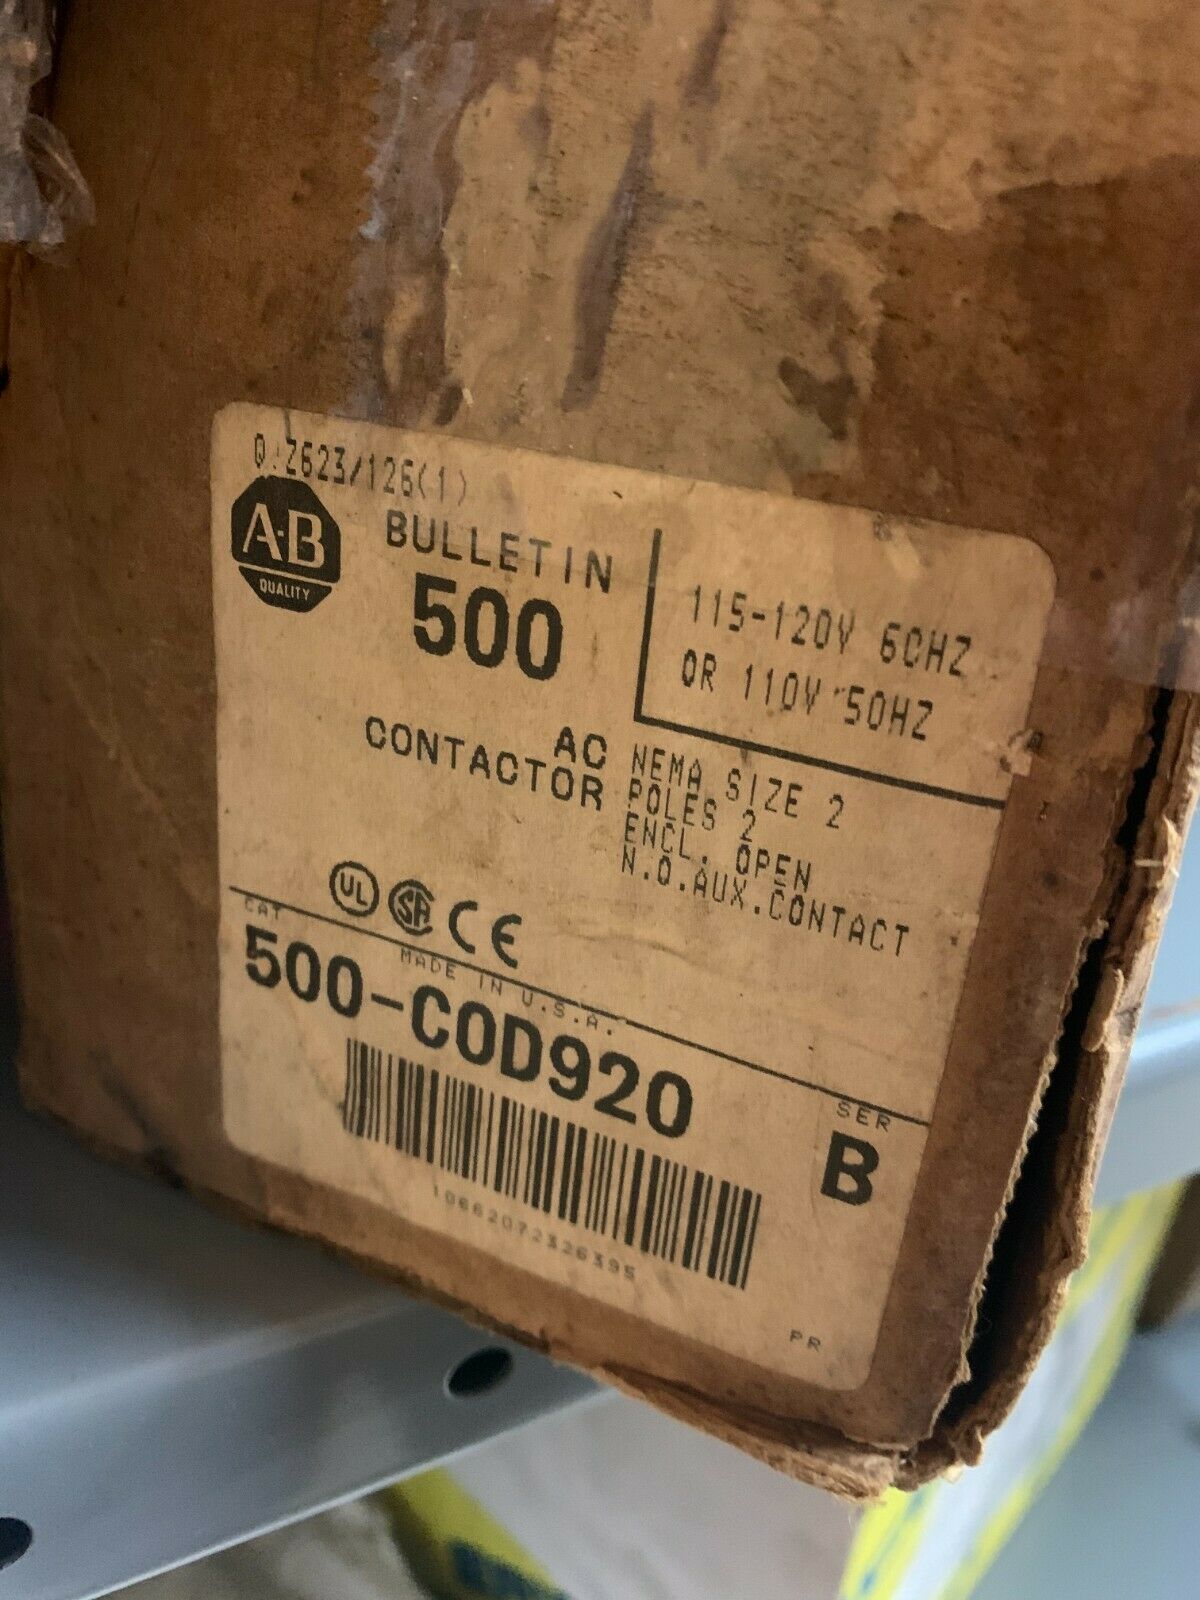 Q.Z623/126(1)
A-B
QUALITY
BULLETIN
500
115-120V 60HZ
OR 110V 50HZ
AC
CONTACTOR
NEMA SIZE 2
POLES 2
ENCL. OPEN
N.O.AUX.CONTACT
UL
CE
CAT
MADE IN U.S.A.
500-COD920
SER
B
10662072326395
PR